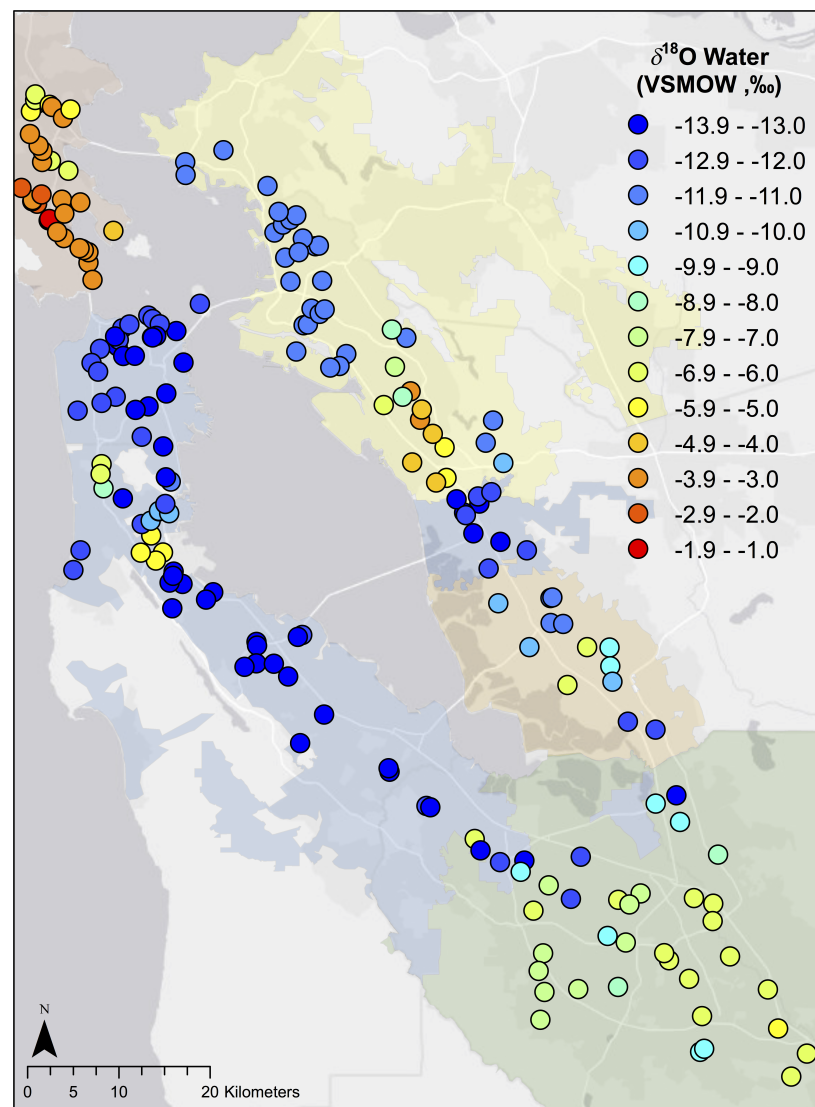 δ18O Water
(VSMOW ,‰)
-13.9 - -13.0
-12.9 - -12.0
-11.9 - -11.0
-10.9 - -10.0
-9.9 - -9.0
-8.9 - -8.0
-7.9 - -7.0
-6.9 - -6.0
-5.9 - -5.0
-4.9 - -4.0
-3.9 - -3.0
-2.9 - -2.0
-1.9 - -1.0
N
0 5 10 20 Kilometers